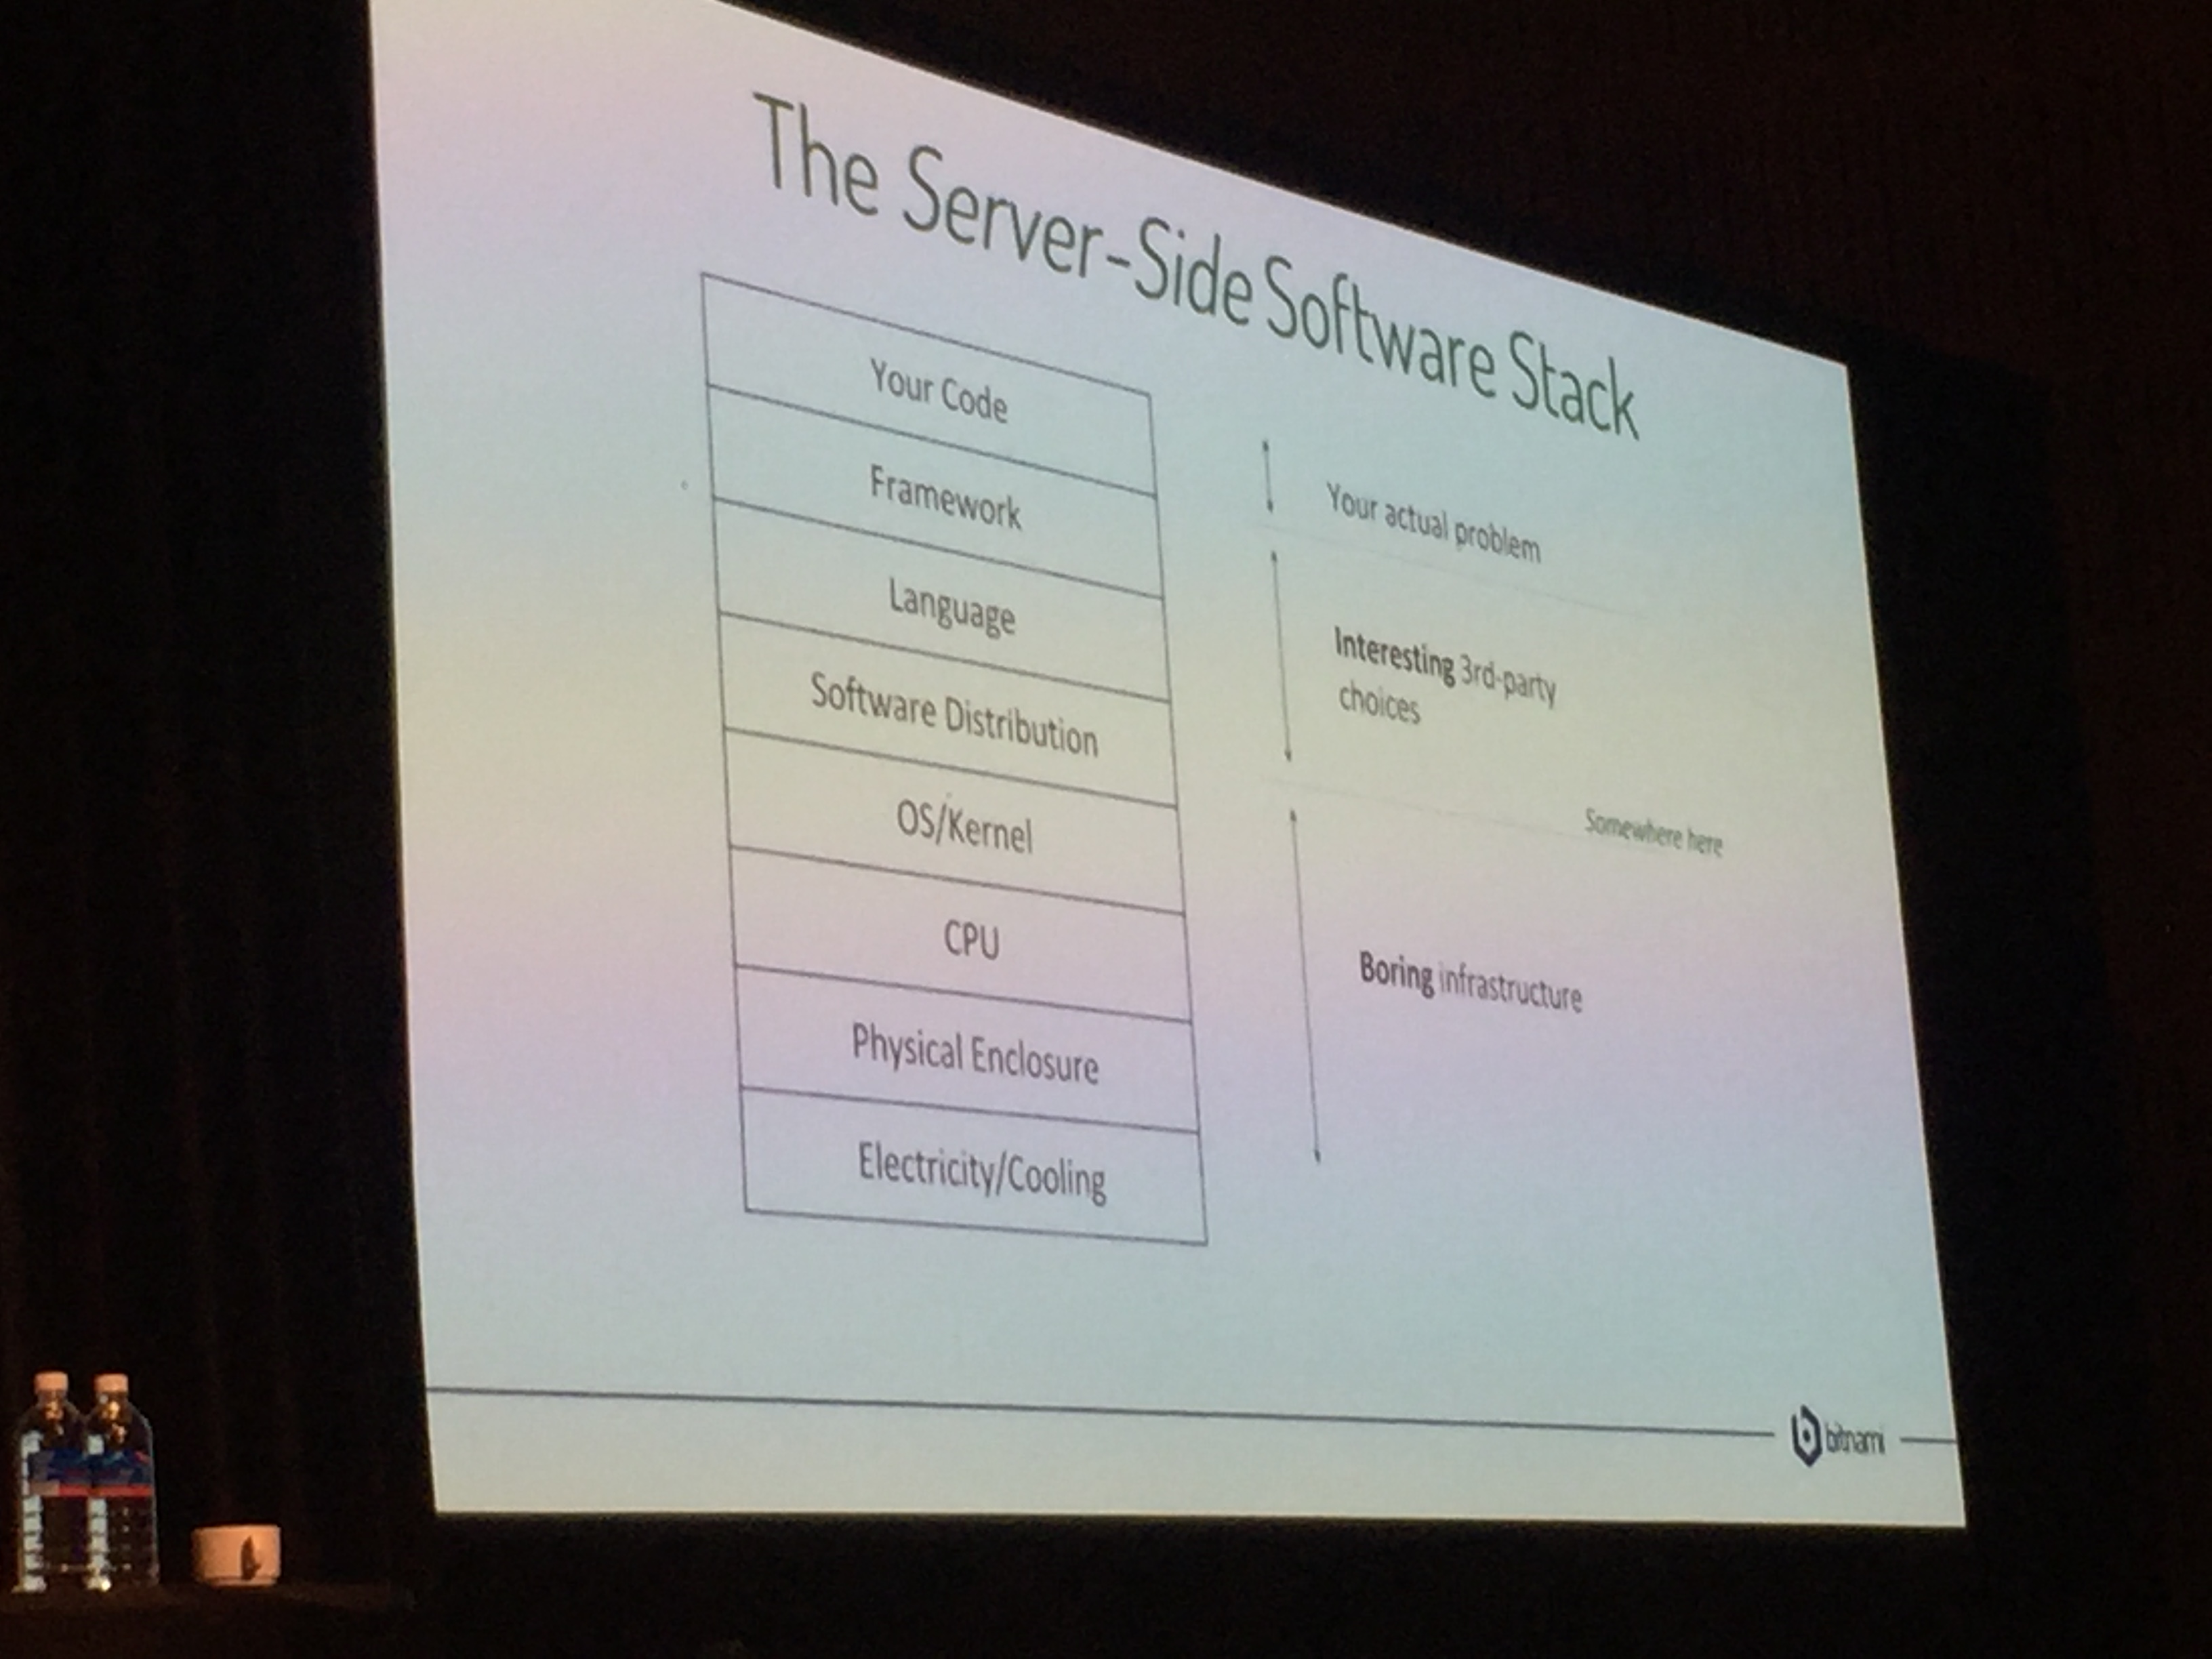 The Server-Side Software Stack
Your Code
Framework
Language
Software Distribution
OS/Kernel
CPU
Physical Enclosure
Electricity/Cooling
Your actual problem
Interesting 3rd-party
choices
Somewhere here
Boring infrastructure
bitnami